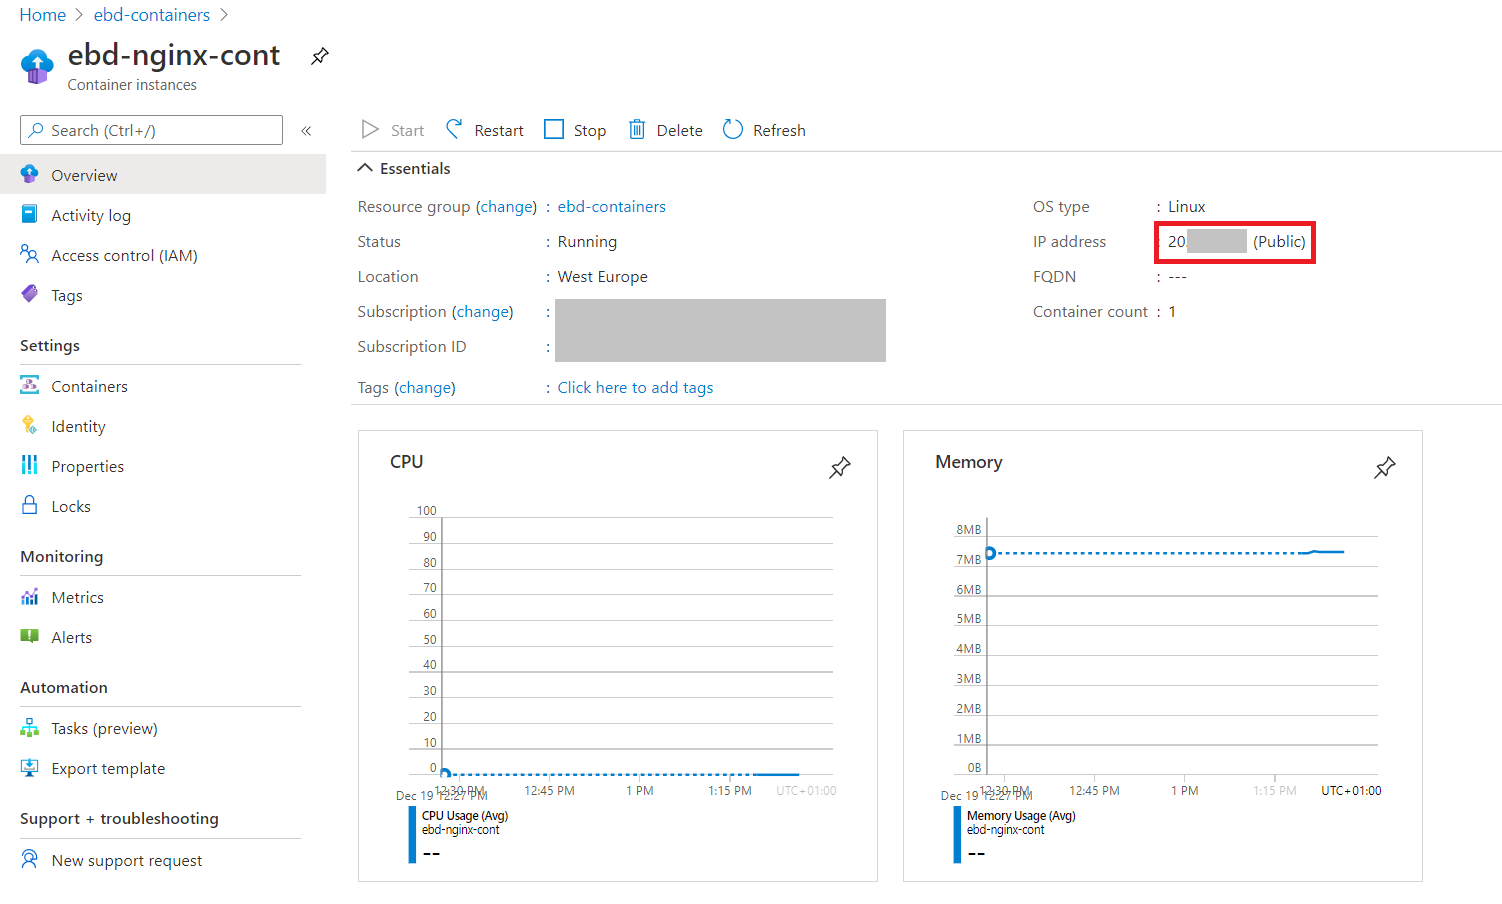 Home > ebd-containers >
ebd-nginx-cont
Container instances
Search (Ctrl+/)
«
Overview
Activity log
Access control (IAM)
Tags
Settings
Containers
Identity
Properties
Locks
Monitoring
Metrics
Alerts
Automation
Tasks (preview)
Export template
Support + troubleshooting
New support request
Start Restart Stop Delete Refresh
Essentials
Resource group (change) : ebd-containers
Status : Running
Location : West Europe
Subscription (change) :
Subscription ID :
Tags (change) : Click here to add tags
OS type : Linux
IP address : 20. (Public)
FQDN : ---
Container count : 1
CPU
100
90
80
70
60
50
40
30
20
10
0
Dec 19 12:27 PM 12:30 PM 12:45 PM 1 PM 1:15 PM UTC+01:00
CPU Usage (Avg)
ebd-nginx-cont
--
Memory
8MB
7MB
6MB
5MB
4MB
3MB
2MB
1MB
0B
Dec 19 12:27 PM 12:30 PM 12:45 PM 1 PM 1:15 PM UTC+01:00
Memory Usage (Avg)
ebd-nginx-cont
--